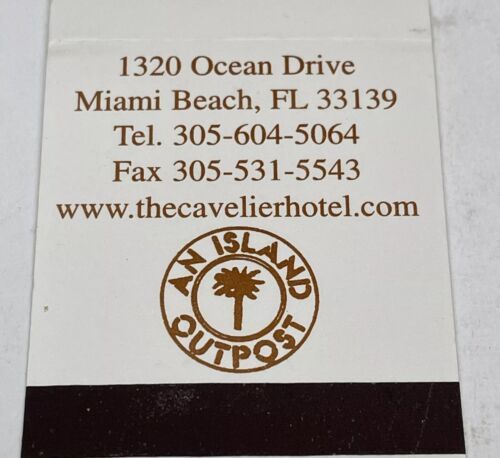 1320 Ocean Drive
Miami Beach, FL 33139
Tel. 305-604-5064
Fax 305-531-5543
www.thecavelierhotel.com
AN ISLAND
OUTPOST